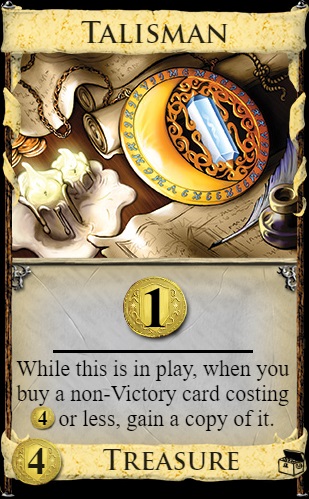 TALISMAN
1
While this is in play, when you
buy a non-Victory card costing
4 or less, gain a copy of it.
4 TREASURE